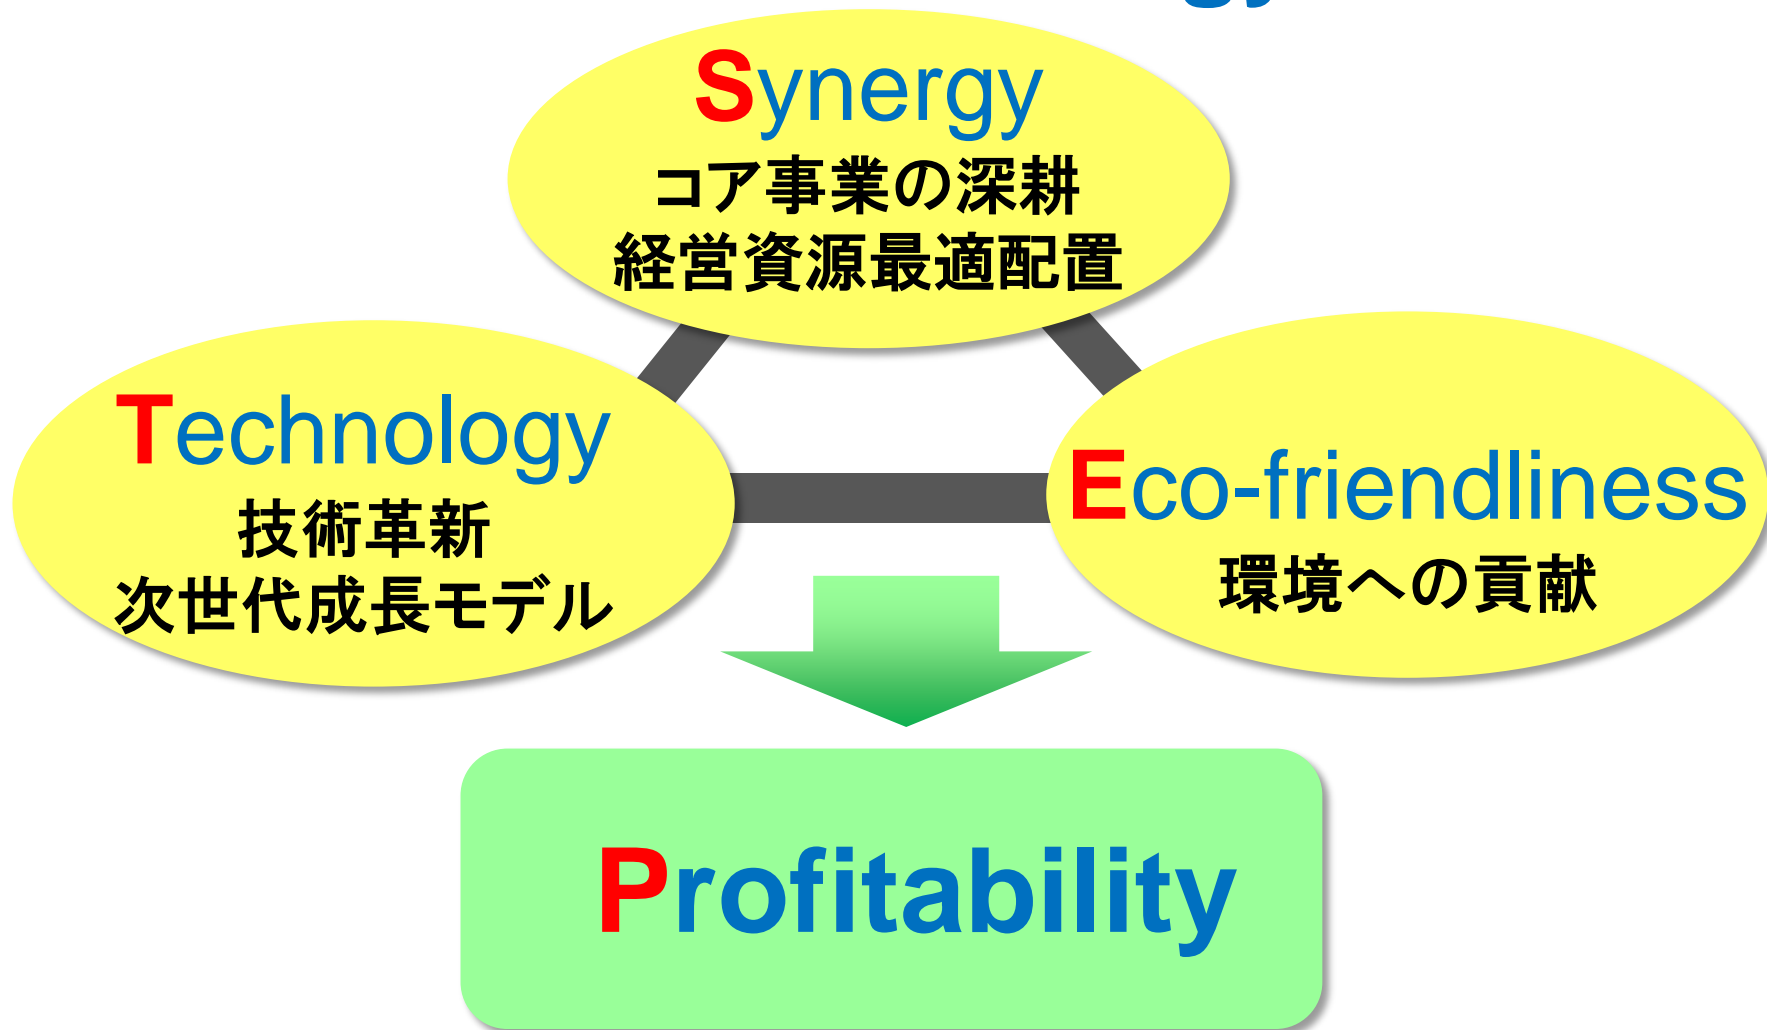 Synergy
コア事業の深耕
経営資源最適配置
Technology
技術革新
次世代成長モデル
Eco-friendliness
環境への貢献
Profitability